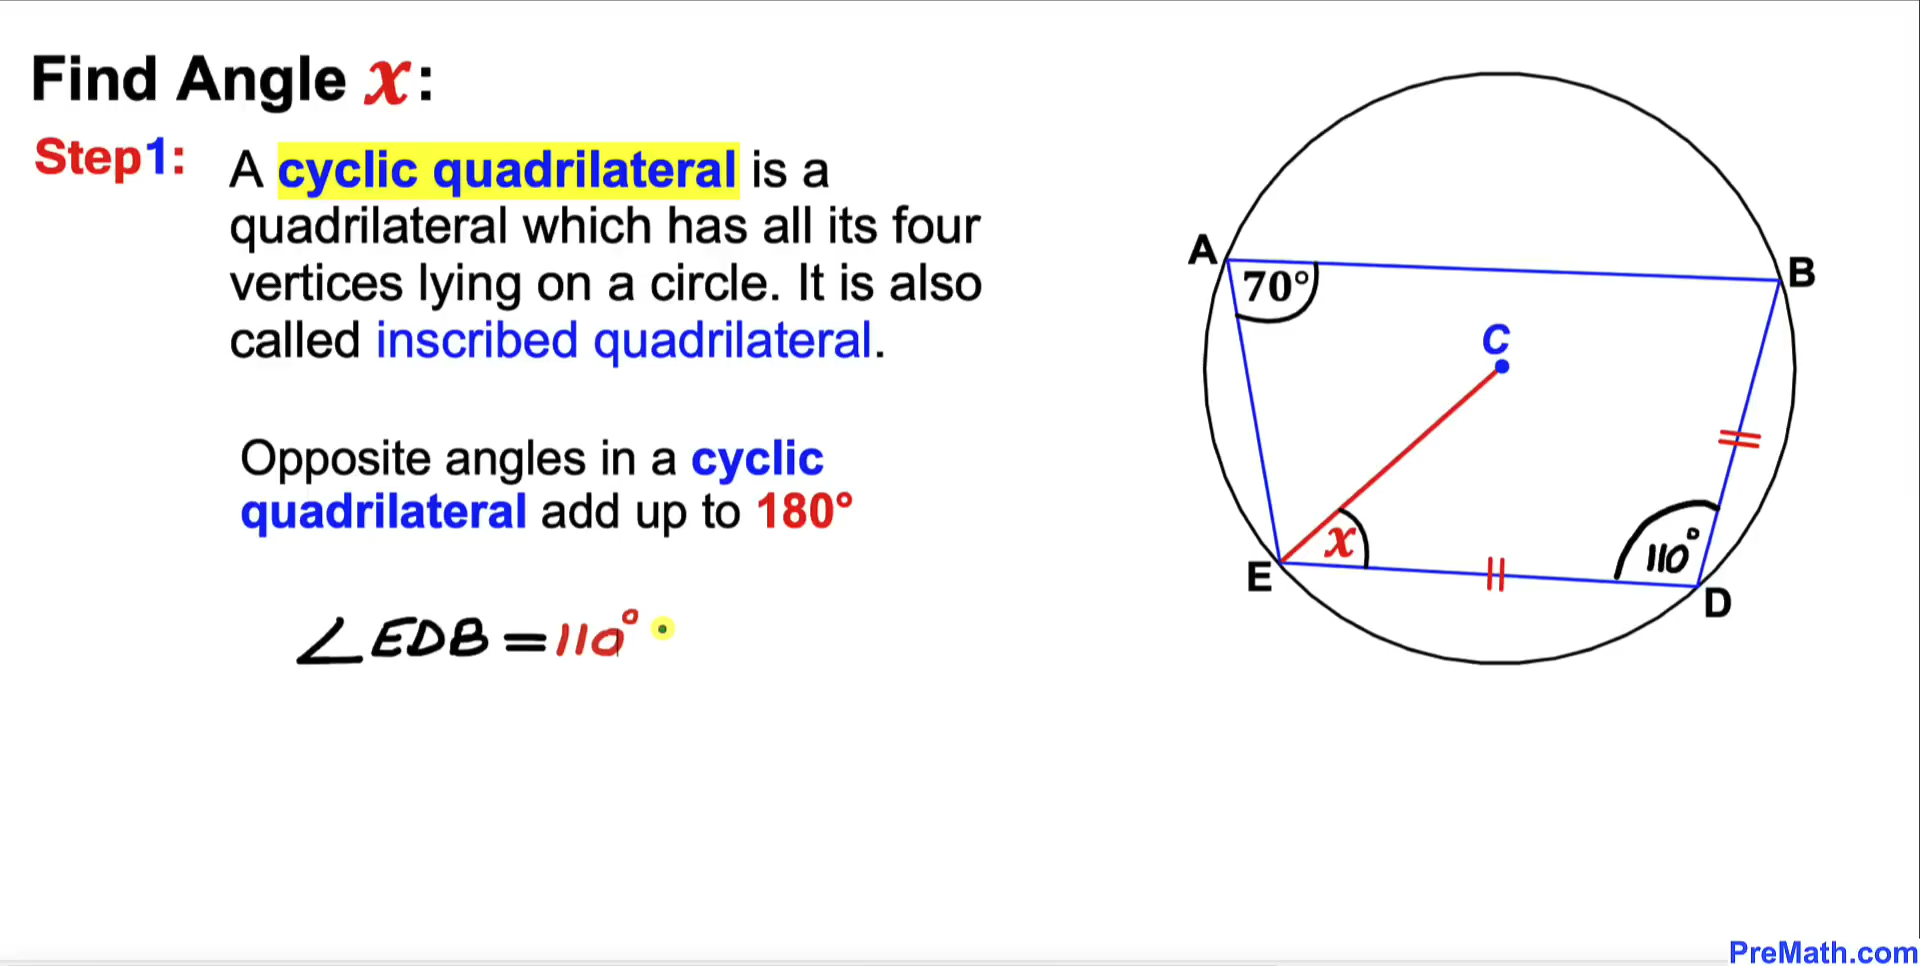 Find Angle x:
Step1:
A cyclic quadrilateral is a
quadrilateral which has all its four
vertices lying on a circle. It is also
called inscribed quadrilateral.
Opposite angles in a cyclic
quadrilateral add up to 180°
∠EDB = 110°
A
B
70°
C
x
110°
E
D
PreMath.com